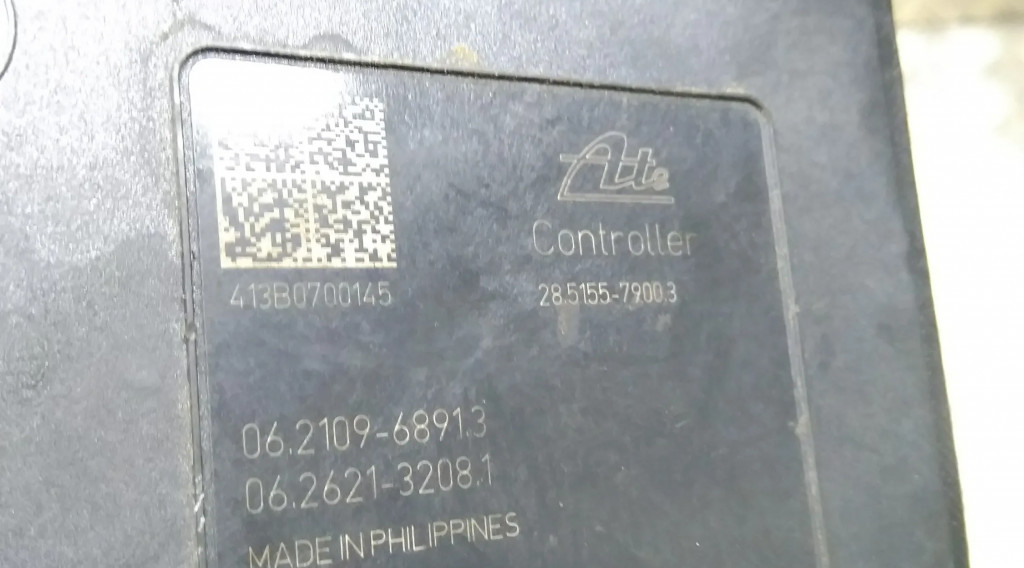 Ate
Controller
413B0700145
28.5155-7900.3
06.2109-6891.3
06.2621-3208.1
MADE IN PHILIPPINES